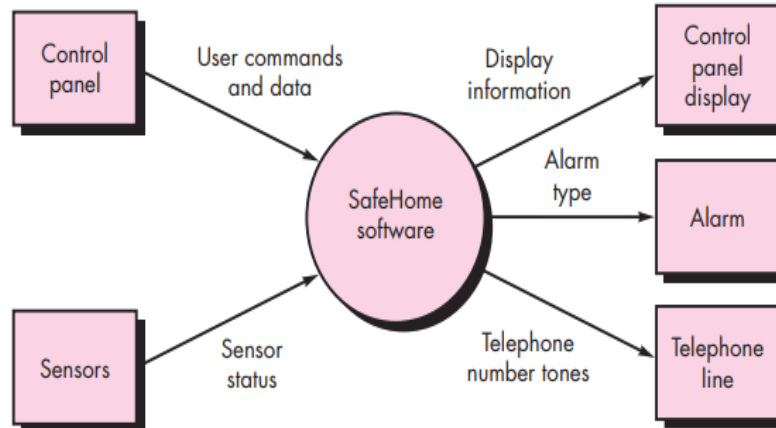 Control
panel
User commands
and data
Display
information
Control
panel
display
SafeHome
software
Alarm
type
Alarm
Sensors
Sensor
status
Telephone
number tones
Telephone
line